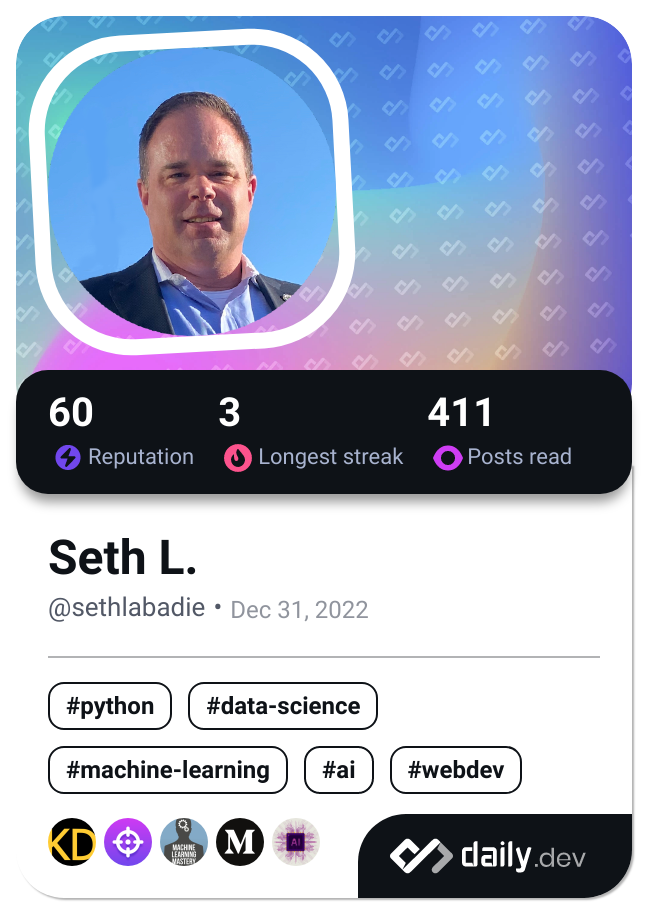 60 3 411
Reputation Longest streak Posts read
Seth L.
@sethlabadie • Dec 31, 2022
#python #data-science
#machine-learning #ai #webdev
KD MACHINE LEARNING MASTERY M AI
daily.dev